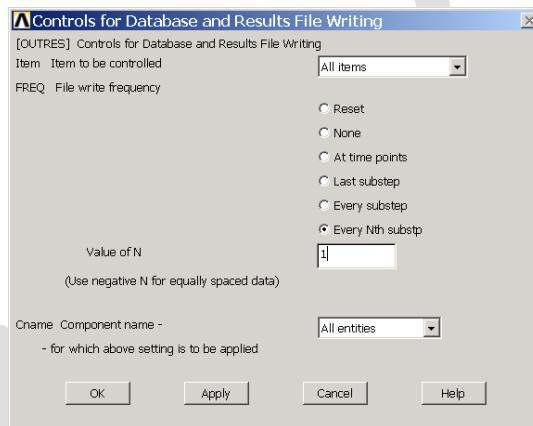 Controls for Database and Results File Writing
[OUTRES] Controls for Database and Results File Writing
Item Item to be controlled
All items
FREQ File write frequency
Reset
None
At time points
Last substep
Every substep
Every Nth substp
Value of N
1
(Use negative N for equally spaced data)
Cname Component name -
All entities
- for which above setting is to be applied
OK Apply Cancel Help